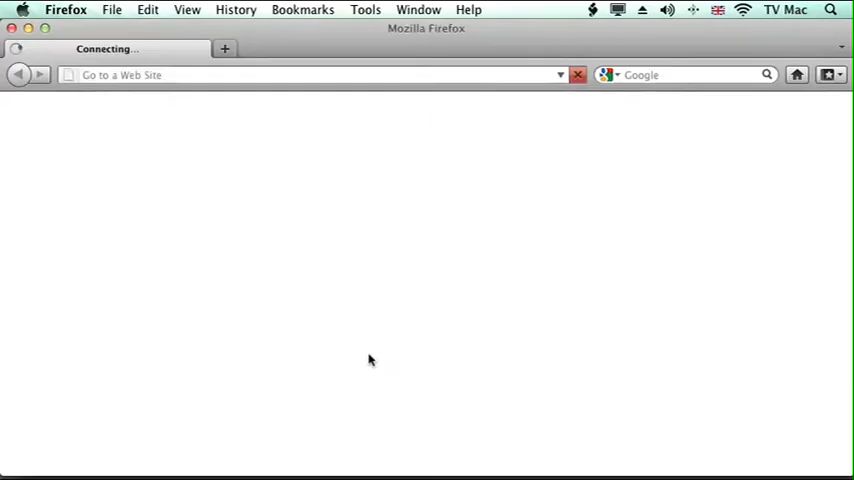 Firefox File Edit View History Bookmarks Tools Window Help TV Mac
Mozilla Firefox
Connecting...
Go to a Web Site Google